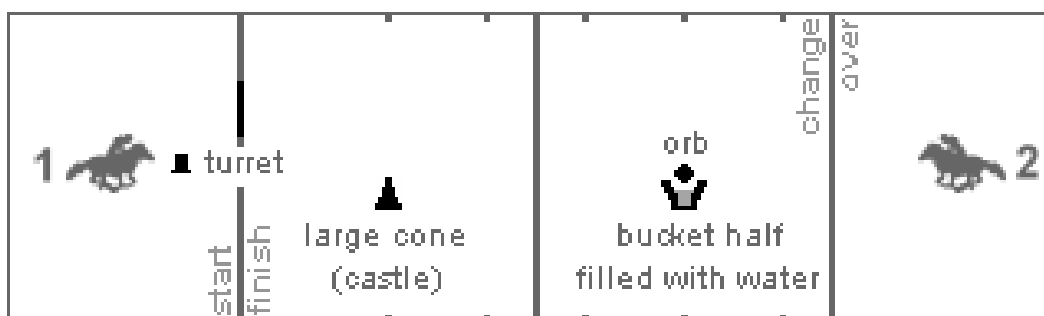 1
turret
start
finish
large cone
(castle)
orb
bucket half
filled with water
change
over
2